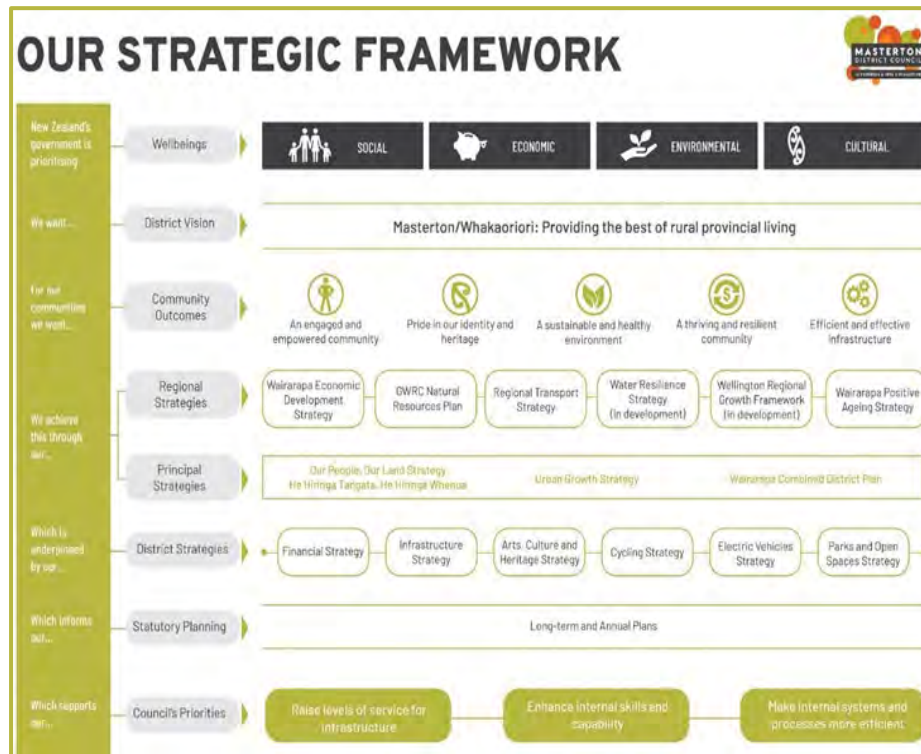 OUR STRATEGIC FRAMEWORK
MASTERTON
DISTRICT COUNCIL
New Zealand's
government is
prioritising
Wellbeings
SOCIAL
ECONOMIC
ENVIRONMENTAL
CULTURAL
We want...
District Vision
Masterton/Whakaoriori: Providing the best of rural provincial living
For our
communities
we want...
Community
Outcomes
An engaged and
empowered community
Pride in our identity and
heritage
A sustainable and healthy
environment
A thriving and resilient
community
Efficient and effective
infrastructure
We achieve
this through
our...
Regional
Strategies
Wairarapa Economic
Development
Strategy
GWRC Natural
Resources Plan
Regional Transport
Strategy
Water Resilience
Strategy
(in development)
Wellington Regional
Growth Framework
(in development)
Wairarapa Positive
Ageing Strategy
Principal
Strategies
Our People, Our Land Strategy
He Hiringa Tangata, He Hiringa Whenua
Urban Growth Strategy
Wairarapa Combined District Plan
Which is
underpinned
by our...
District Strategies
Financial Strategy
Infrastructure
Strategy
Arts, Culture and
Heritage Strategy
Cycling Strategy
Electric Vehicles
Strategy
Parks and Open
Spaces Strategy
Which informs
our...
Statutory Planning
Long-term and Annual Plans
Which supports
our...
Council's Priorities
Raise levels of service for
infrastructure
Enhance internal skills and
capability
Make internal systems and
processes more efficient